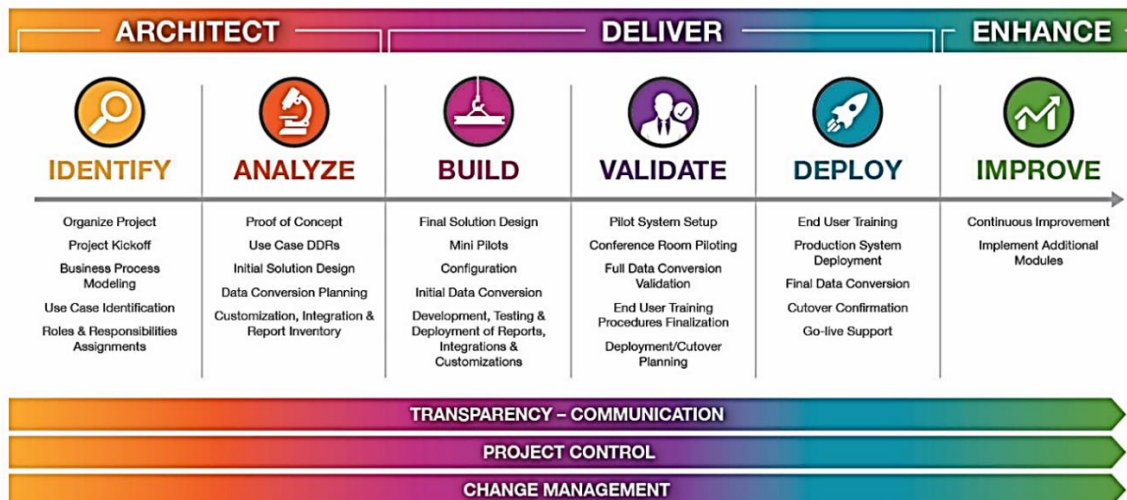 ARCHITECT
DELIVER
ENHANCE
IDENTIFY
Organize Project
Project Kickoff
Business Process
Modeling
Use Case Identification
Roles & Responsibilities
Assignments
ANALYZE
Proof of Concept
Use Case DDRs
Initial Solution Design
Data Conversion Planning
Customization, Integration &
Report Inventory
BUILD
Final Solution Design
Mini Pilots
Configuration
Initial Data Conversion
Development, Testing &
Deployment of Reports,
Integrations &
Customizations
VALIDATE
Pilot System Setup
Conference Room Piloting
Full Data Conversion
Validation
End User Training
Procedures Finalization
Deployment/Cutover
Planning
DEPLOY
End User Training
Production System
Deployment
Final Data Conversion
Cutover Confirmation
Go-live Support
IMPROVE
Continuous Improvement
Implement Additional
Modules
TRANSPARENCY – COMMUNICATION
PROJECT CONTROL
CHANGE MANAGEMENT